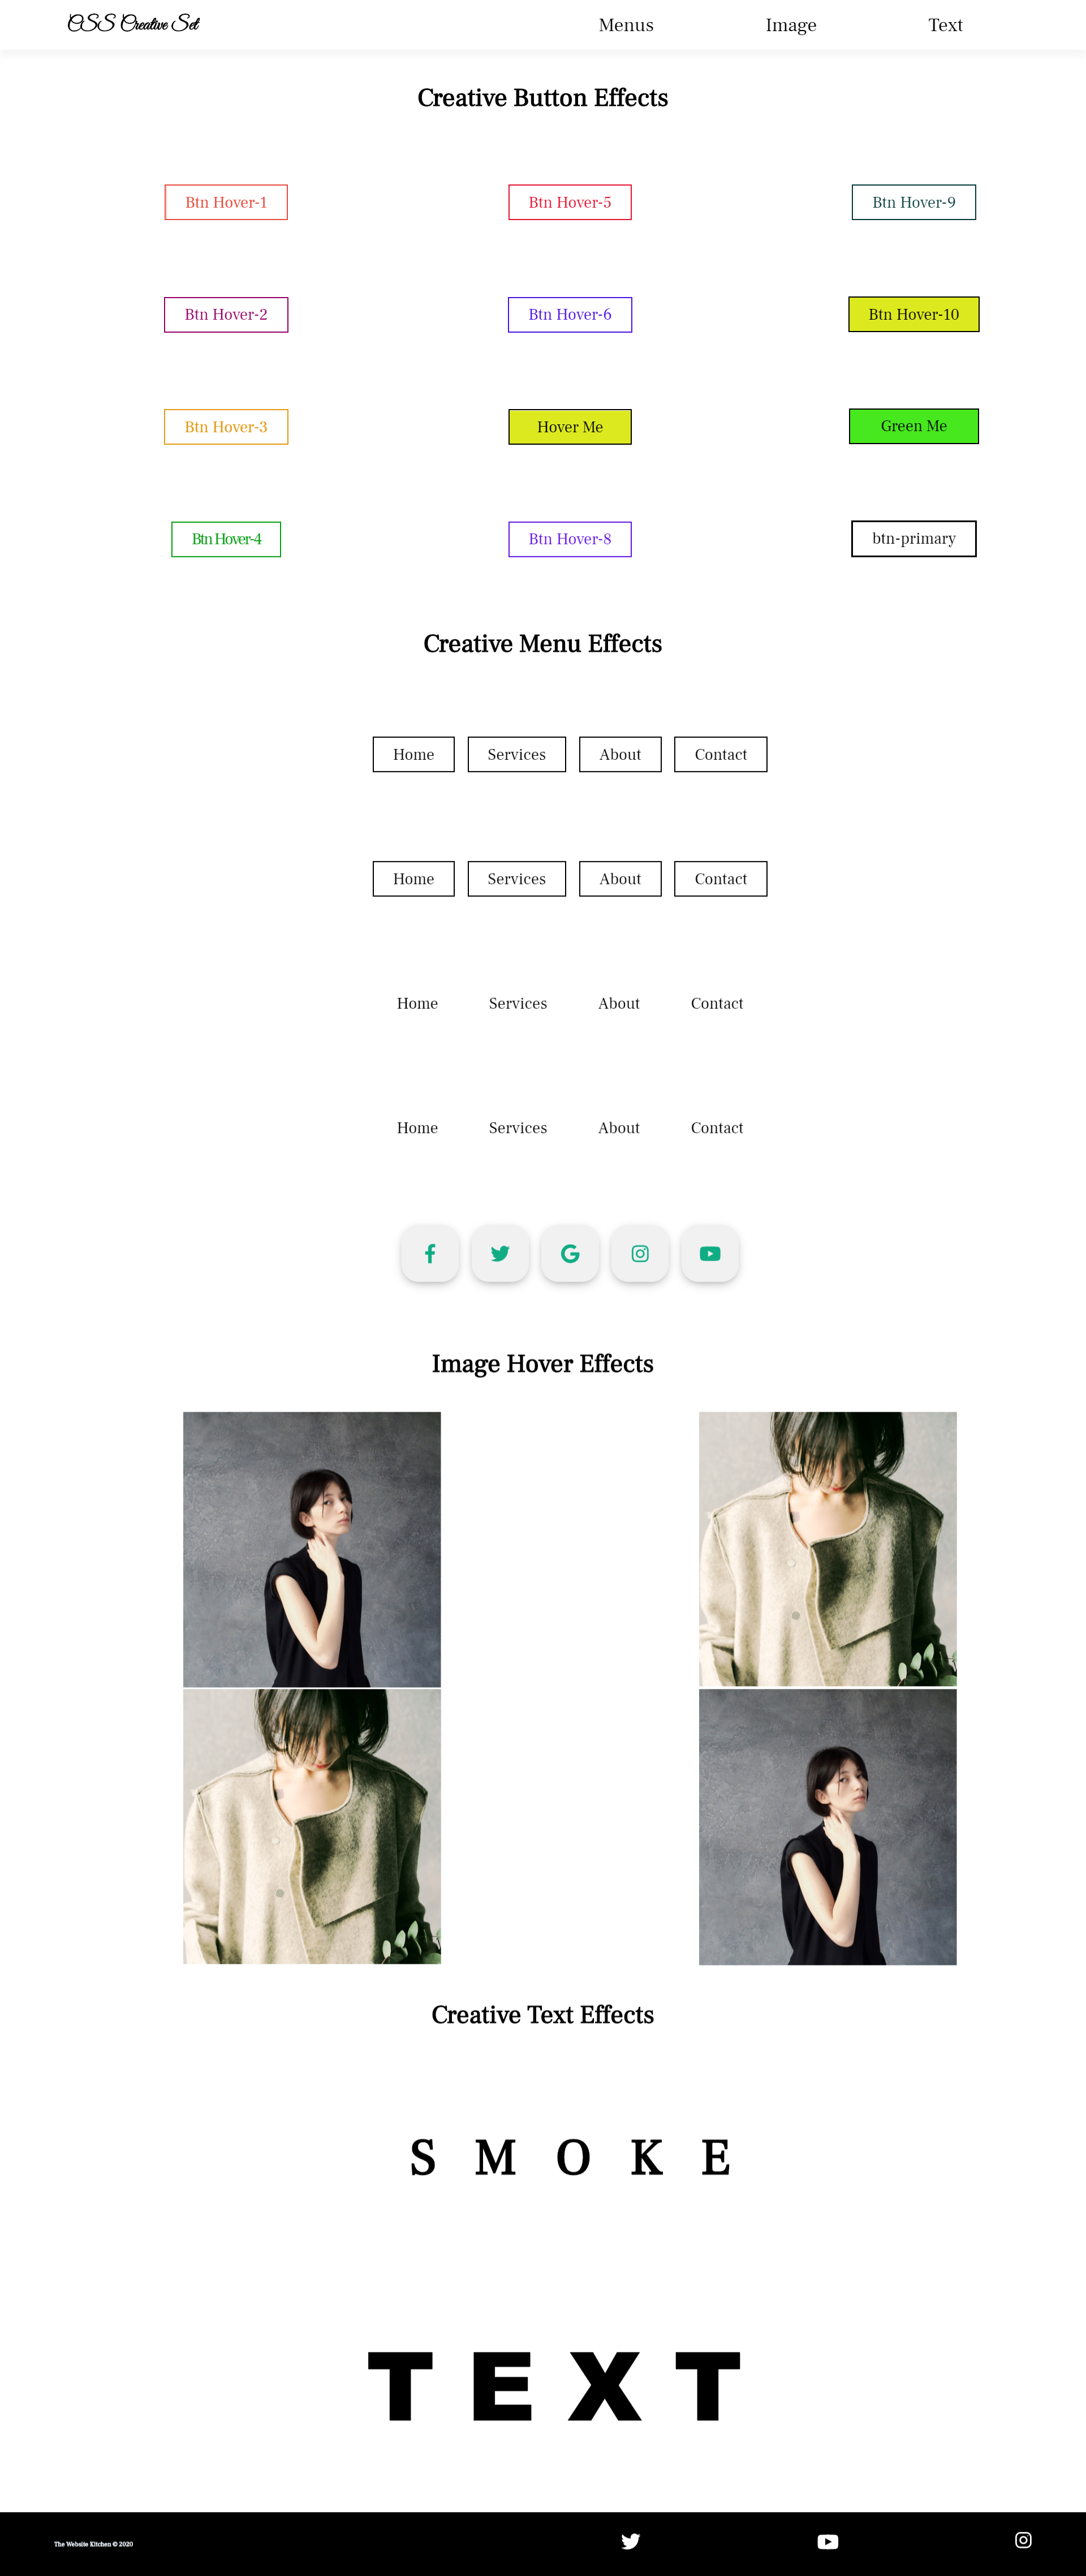 CSS Creative Set
Menus Image Text
Creative Button Effects
Btn Hover-1 Btn Hover-5 Btn Hover-9
Btn Hover-2 Btn Hover-6 Btn Hover-10
Btn Hover-3 Hover Me Green Me
Btn Hover-4 Btn Hover-8 btn-primary
Creative Menu Effects
Home Services About Contact
Home Services About Contact
Home Services About Contact
Home Services About Contact
Image Hover Effects
Creative Text Effects
S M O K E
T E X T
The Website Kitchen © 2020